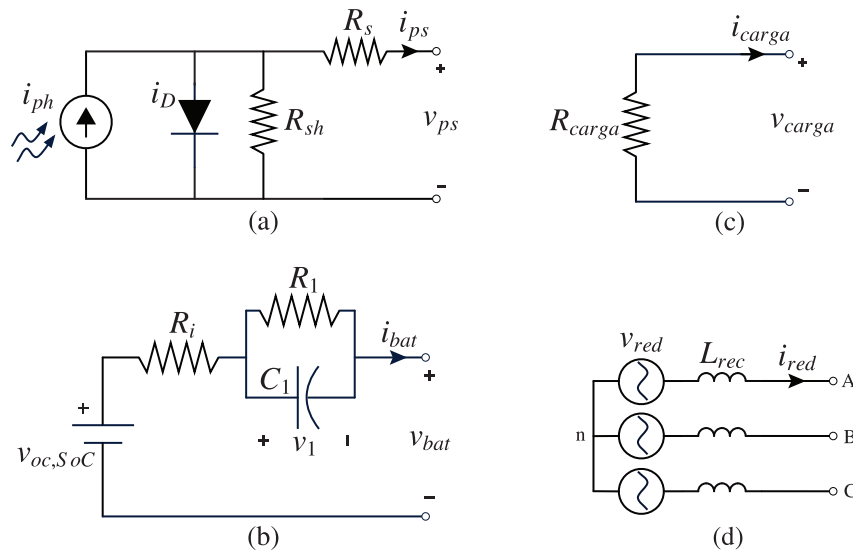 R_s
i_ps
+
i_ph
i_D
R_sh
v_ps
-
(a)
i_carga
+
R_carga
v_carga
-
(c)
R_1
R_i
i_bat
+
C_1
+
v_oc,SoC
+ v_1 -
v_bat
-
(b)
v_red
L_rec
i_red
A
n
B
C
(d)